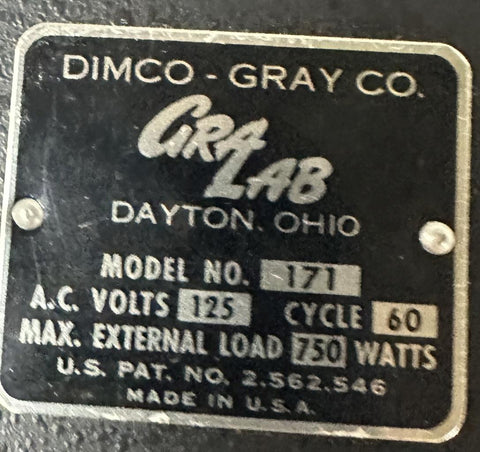 DIMCO - GRAY CO.
GRA LAB
DAYTON, OHIO
MODEL NO. 171
A.C. VOLTS 125 CYCLE 60
MAX. EXTERNAL LOAD 750 WATTS
U.S. PAT. NO. 2.562.546
MADE IN U.S.A.